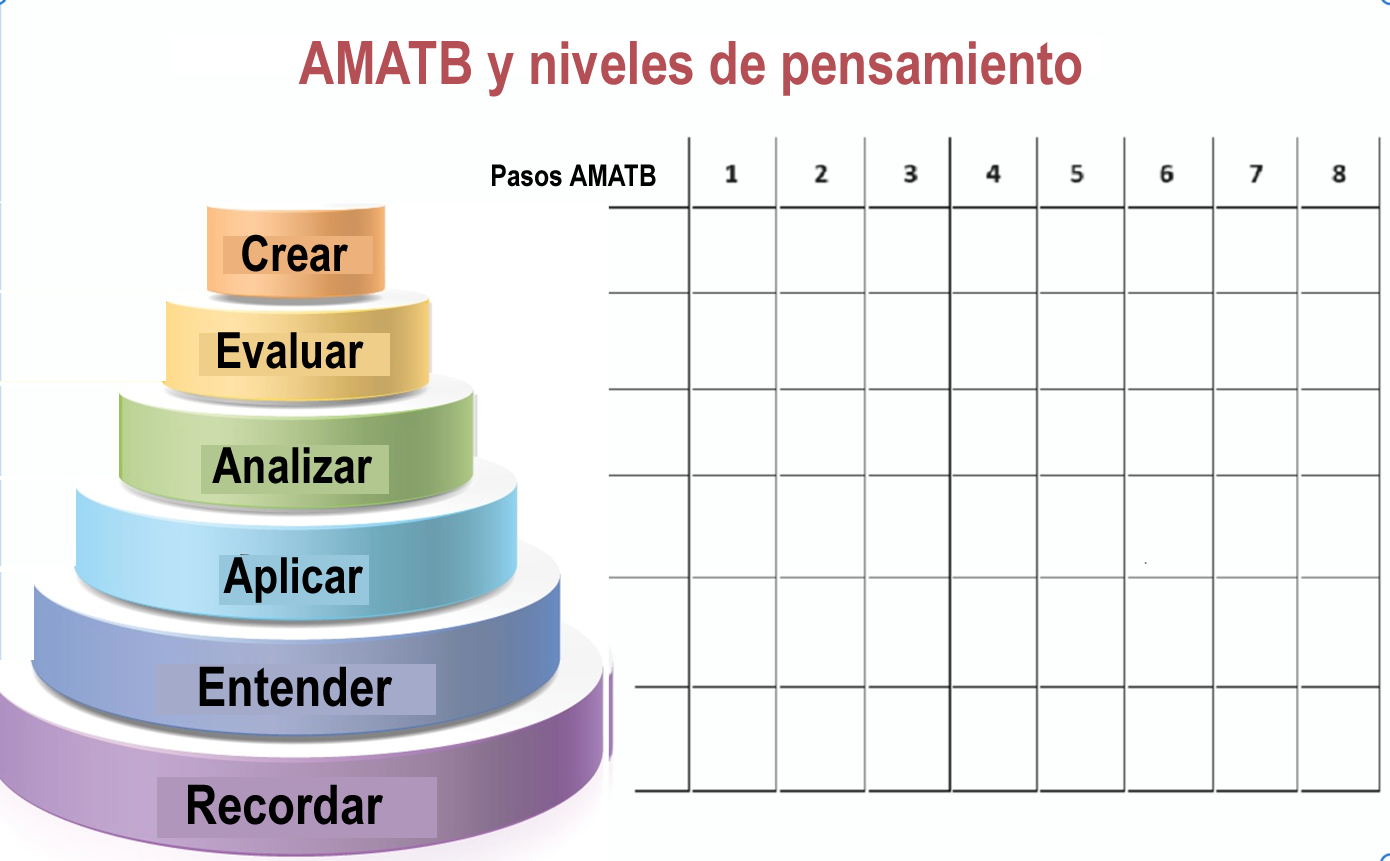 AMATB y niveles de pensamiento
Pasos AMATB 1 2 3 4 5 6 7 8
Crear
Evaluar
Analizar
Aplicar
Entender
Recordar